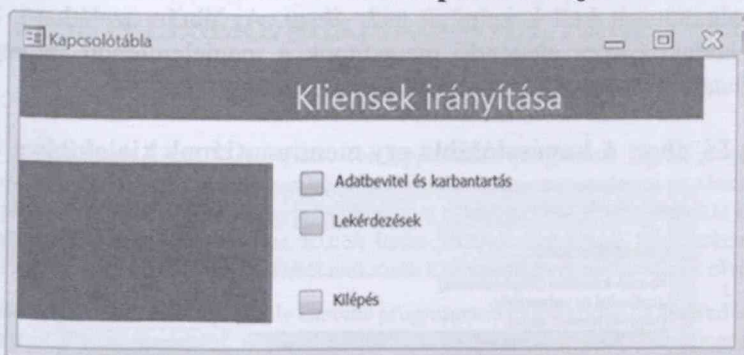 Kapcsolótábla
Kliensek irányítása
Adatbevitel és karbantartás
Lekérdezések
Kilépés